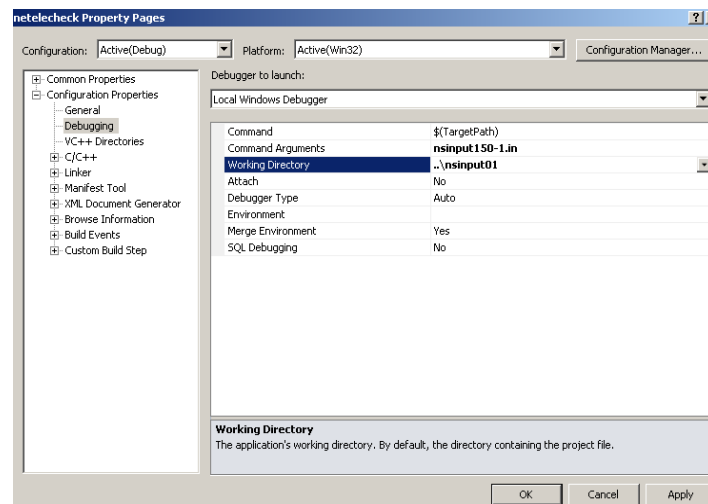 netelecheck Property Pages
?
Configuration: Active(Debug) Platform: Active(Win32) Configuration Manager...
Common Properties
Configuration Properties
General
Debugging
VC++ Directories
C/C++
Linker
Manifest Tool
XML Document Generator
Browse Information
Build Events
Custom Build Step
Debugger to launch:
Local Windows Debugger
Command $(TargetPath)
Command Arguments nsinput150-1.in
Working Directory ..\nsinput01
Attach No
Debugger Type Auto
Environment
Merge Environment Yes
SQL Debugging No
Working Directory
The application's working directory. By default, the directory containing the project file.
OK Cancel Apply